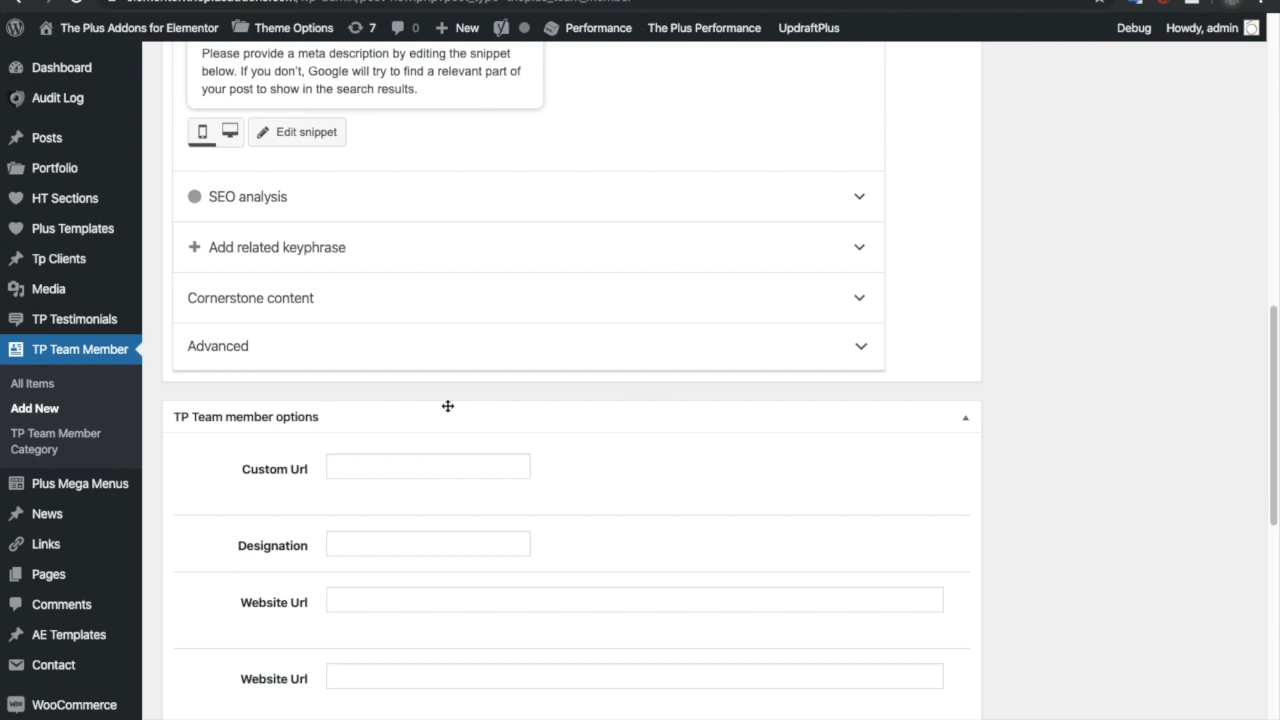 The Plus Addons for Elementor
Theme Options
7
0
New
Performance
The Plus Performance
UpdraftPlus
Debug
Howdy, admin
Dashboard
Audit Log
Posts
Portfolio
HT Sections
Plus Templates
Tp Clients
Media
TP Testimonials
TP Team Member
All Items
Add New
TP Team Member
Category
Plus Mega Menus
News
Links
Pages
Comments
AE Templates
Contact
WooCommerce
Please provide a meta description by editing the snippet
below. If you don't, Google will try to find a relevant part of
your post to show in the search results.
Edit snippet
SEO analysis
Add related keyphrase
Cornerstone content
Advanced
TP Team member options
Custom Url
Designation
Website Url
Website Url